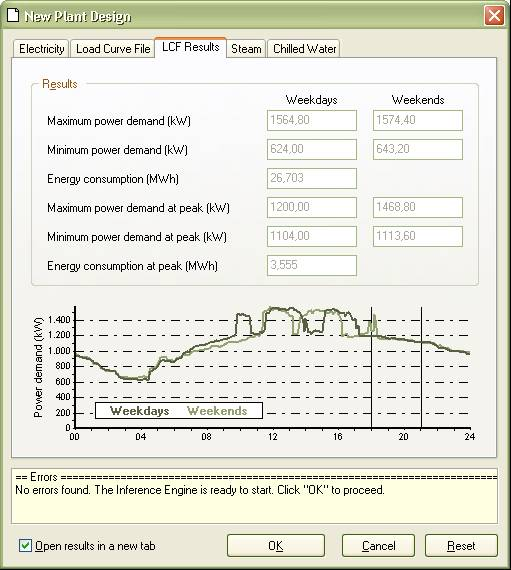 New Plant Design
Electricity
Load Curve File
LCF Results
Steam
Chilled Water
Results
Weekdays Weekends
Maximum power demand (kW) 1564,80 1574,40
Minimum power demand (kW) 624,00 643,20
Energy consumption (MWh) 26,703
Maximum power demand at peak (kW) 1200,00 1468,80
Minimum power demand at peak (kW) 1104,00 1113,60
Energy consumption at peak (MWh) 3,555
Power demand (kW)
1.400
1.200
1.000
800
600
400
200
0
Weekdays Weekends
00 04 08 12 16 20 24
== Errors ==========================================================================
No errors found. The Inference Engine is ready to start. Click "OK" to proceed.
Open results in a new tab
OK
Cancel
Reset